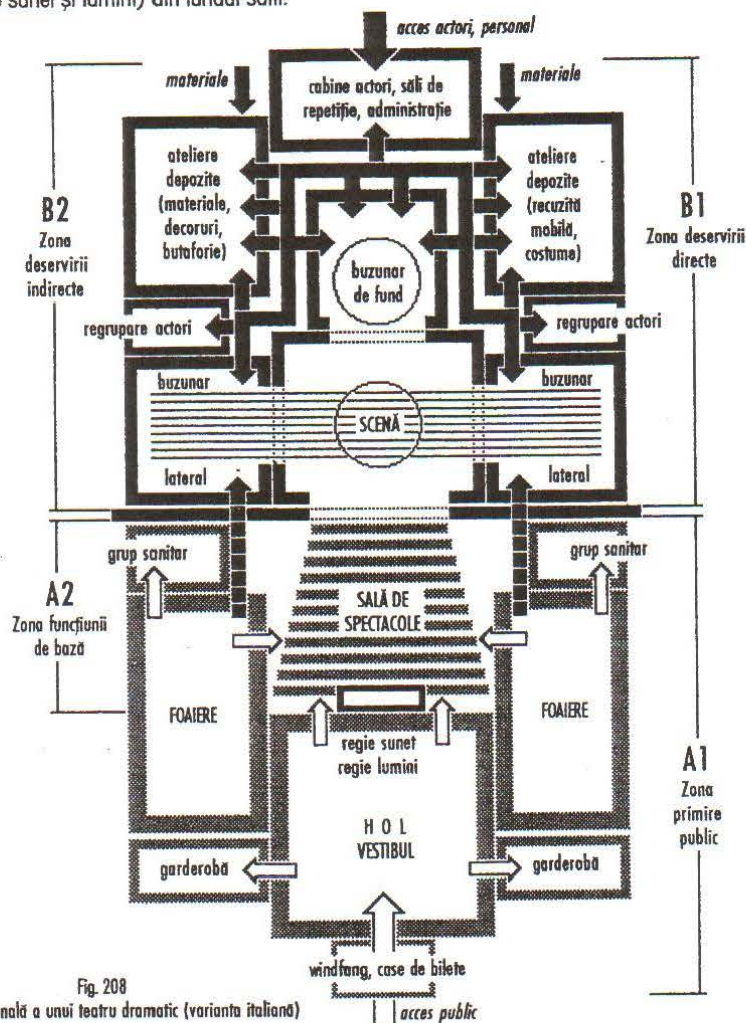 sunet și lumini) din fundul sălii.
acces actori, personal
materiale
materiale
cabine actori, săli de
repetiție, administrație
ateliere
depozite
(materiale,
decoruri,
butaforie)
ateliere
depozite
(recuzită
mobilă,
costume)
B2
Zona
deservirii
indirecte
B1
Zona deservirii
directe
buzunar
de fund
regrupare actori
regrupare actori
buzunar
buzunar
SCENĂ
lateral
lateral
grup sanitar
grup sanitar
A2
Zona funcțiunii
de bază
SALĂ DE
SPECTACOLE
FOAIERE
FOAIERE
regie sunet
regie lumini
A1
Zona
primire
public
HOL
VESTIBUL
garderobă
garderobă
windfang, case de bilete
Fig. 208
nală a unui teatru dramatic (varianta italiană)
acces public